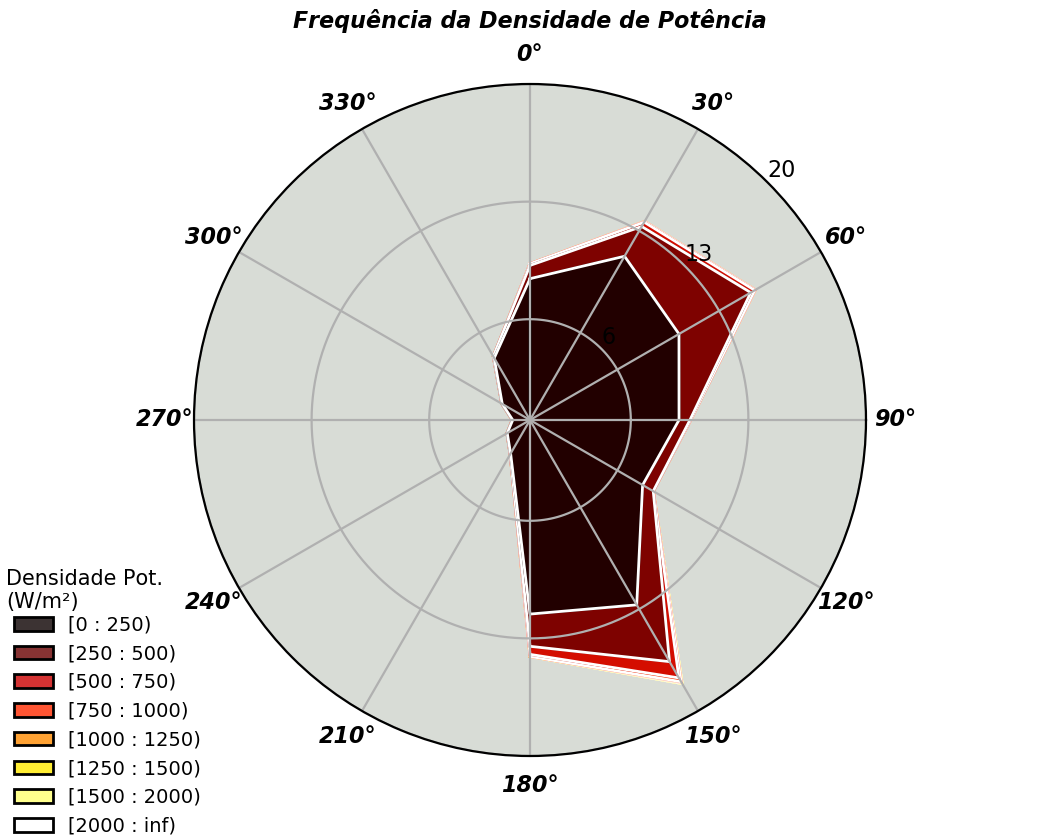 Frequência da Densidade de Potência
0°
330°
30°
20
300°
60°
13
6
270°
90°
240°
120°
210°
150°
180°
Densidade Pot.
(W/m²)
[0 : 250)
[250 : 500)
[500 : 750)
[750 : 1000)
[1000 : 1250)
[1250 : 1500)
[1500 : 2000)
[2000 : inf)